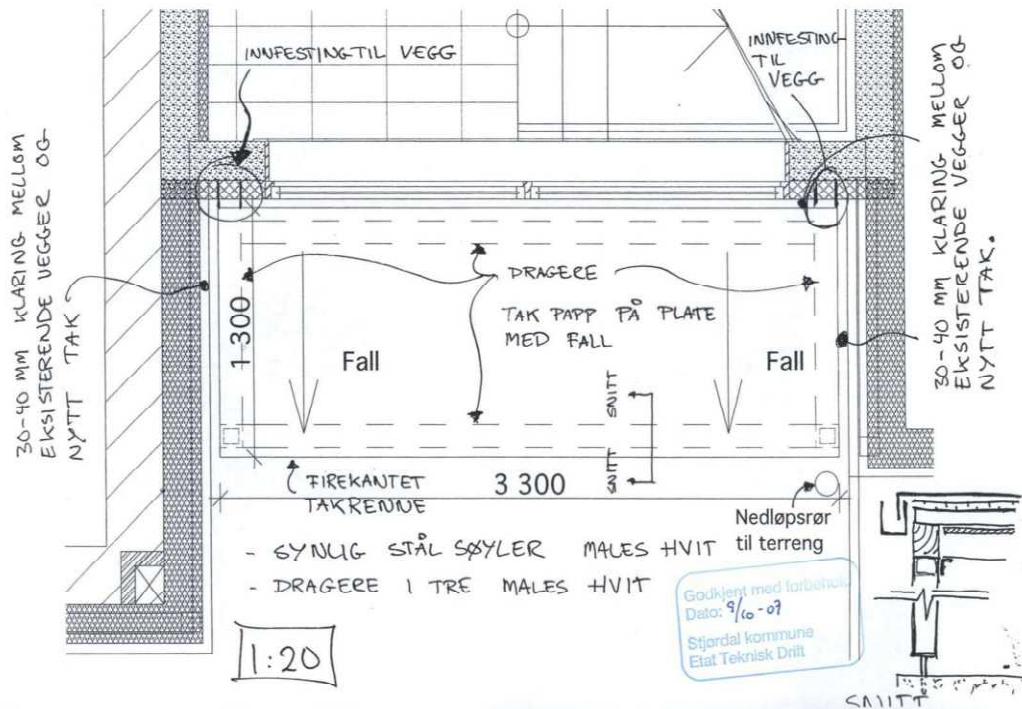 INNFESTING TIL VEGG
INNFESTING
TIL
VEGG
30-40 MM KLARING MELLOM
EKSISTERENDE VEGGER OG
NYTT TAK
30-40 MM KLARING MELLOM
EKSISTERENDE VEGGER OG
NYTT TAK.
DRAGERE
TAK PAPP PÅ PLATE
MED FALL
1 300
Fall
Fall
SNITT
FIREKANTET
TAKRENNE
3 300
Nedløpsrør
til terreng
- SYNLIG STÅL SØYLER MALES HVIT
- DRAGERE I TRE MALES HVIT
Godkjent med forbehold
Dato: 9/10-07
Stjørdal kommune
Etat Teknisk Drift
1:20
SNITT